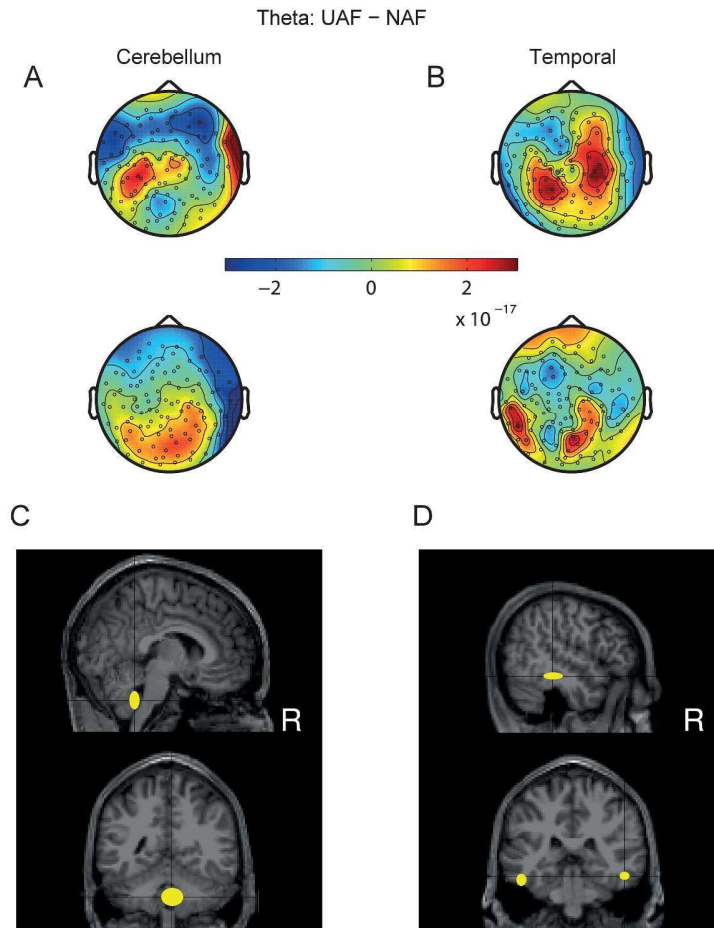 Theta: UAF − NAF
A
Cerebellum
B
Temporal
−2 0 2
x 10 −17
C
D
R
R